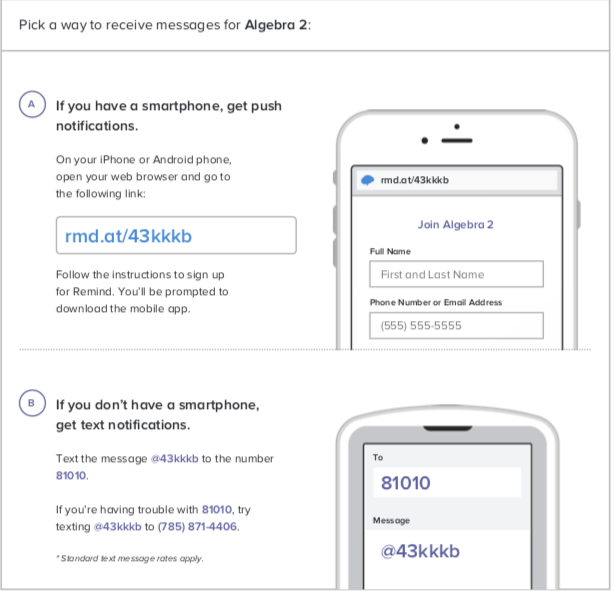 Pick a way to receive messages for Algebra 2:
A
If you have a smartphone, get push
notifications.
On your iPhone or Android phone,
open your web browser and go to
the following link:
rmd.at/43kkkb
Follow the instructions to sign up
for Remind. You'll be prompted to
download the mobile app.
rmd.at/43kkkb
Join Algebra 2
Full Name
First and Last Name
Phone Number or Email Address
(555) 555-5555
B
If you don't have a smartphone,
get text notifications.
Text the message @43kkkb to the number
81010.
If you're having trouble with 81010, try
texting @43kkkb to (785) 871-4406.
* Standard text message rates apply.
To
81010
Message
@43kkkb